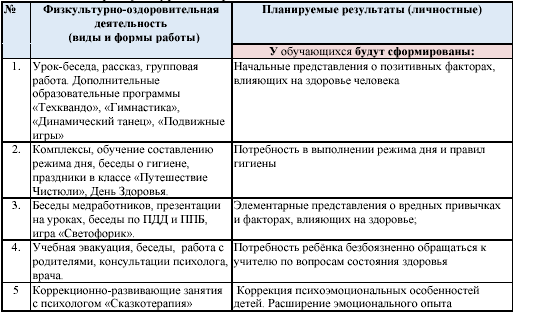 № Физкультурно-оздоровительная Планируемые результаты (личностные)
деятельность
(виды и формы работы)
У обучающихся будут сформированы:
1. Урок-беседа, рассказ, групповая Начальные представления о позитивных факторах,
работа. Дополнительные влияющих на здоровье человека
образовательные программы
«Техквандо», «Гимнастика»,
«Динамический танец», «Подвижные
игры»
2. Комплексы, обучение составлению Потребность в выполнении режима дня и правил
режима дня, беседы о гигиене, гигиены
праздники в классе «Путешествие
Чистюли», День Здоровья.
3. Беседы медработников, презентации Элементарные представления о вредных привычках
на уроках, беседы по ПДД и ППБ, и факторах, влияющих на здоровье;
игра «Светофорик».
4. Учебная эвакуация, беседы, работа с Потребность ребёнка безбоязненно обращаться к
родителями, консультации психолога, учителю по вопросам состояния здоровья
врача.
5 Коррекционно-развивающие занятия Коррекция психоэмоциональных особенностей
с психологом «Сказкотерапия» детей. Расширение эмоционального опыта